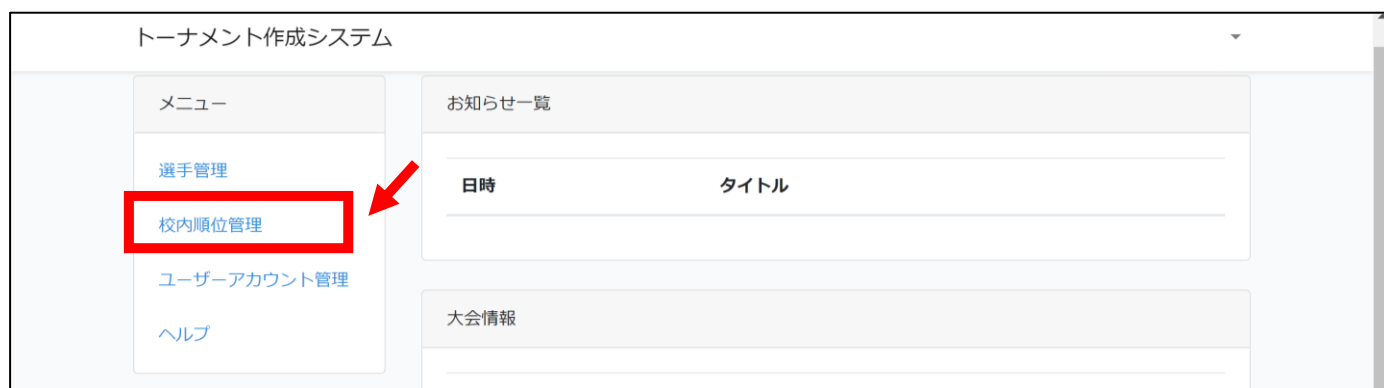 トーナメント作成システム
メニュー
選手管理
校内順位管理
ユーザーアカウント管理
ヘルプ
お知らせ一覧
日時 タイトル
大会情報